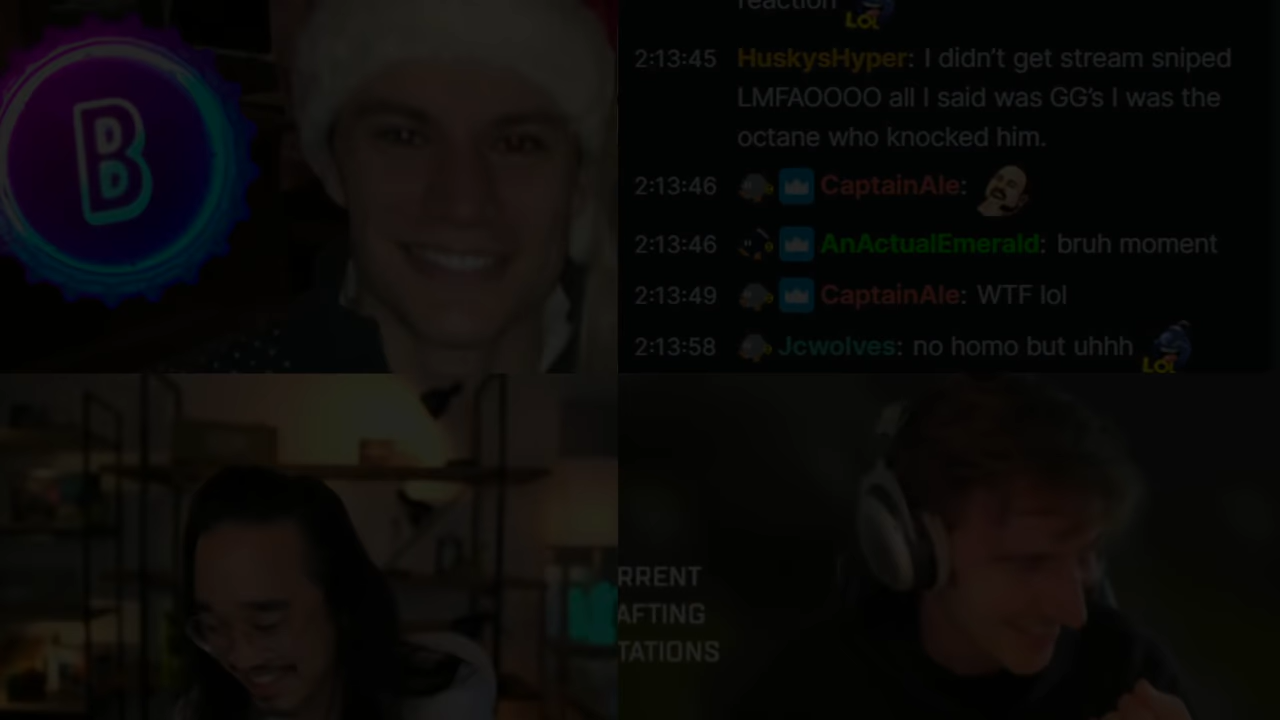 B
reaction LOL
2:13:45 HuskysHyper: I didn't get stream sniped
LMFAOOOO all I said was GG's I was the
octane who knocked him.
2:13:46 CaptainAle:
2:13:46 AnActualEmerald: bruh moment
2:13:49 CaptainAle: WTF lol
2:13:58 Jcwolves: no homo but uhhh LOL
RRENT
AFTING
TATIONS